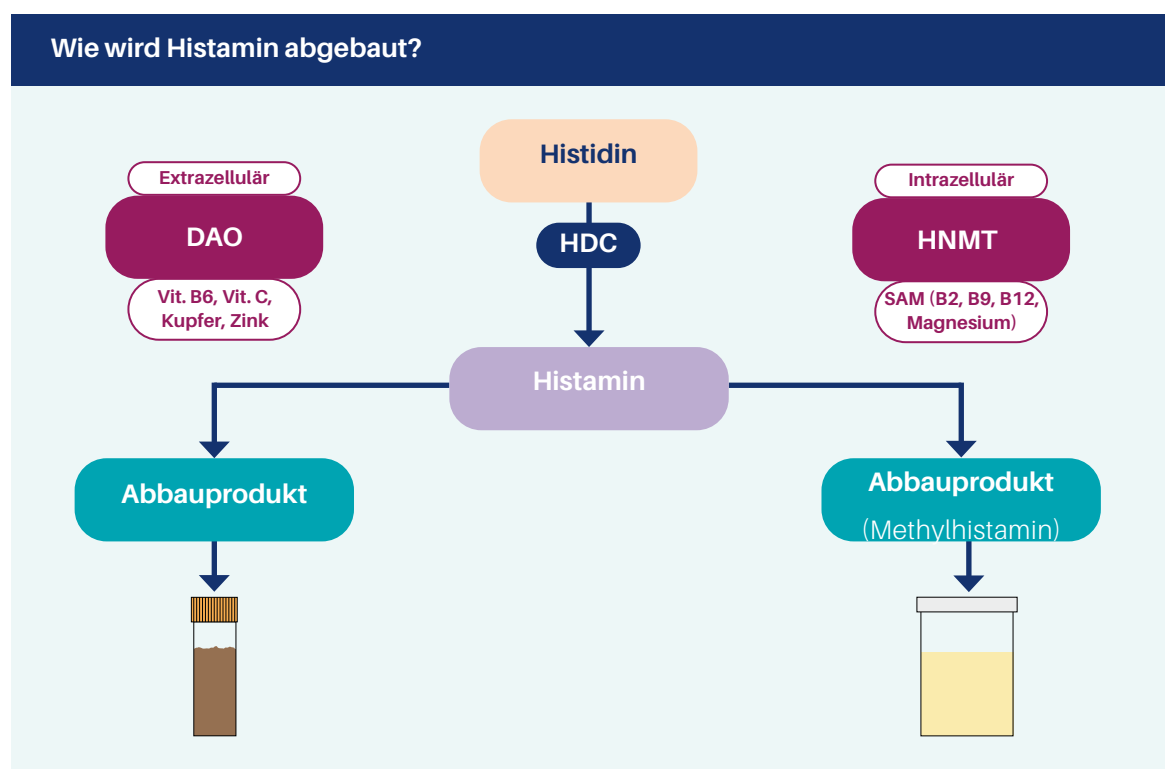 Wie wird Histamin abgebaut?
Histidin
HDC
Extrazellulär
DAO
Vit. B6, Vit. C,
Kupfer, Zink
Intrazellulär
HNMT
SAM (B2, B9, B12,
Magnesium)
Histamin
Abbauprodukt
Abbauprodukt
(Methylhistamin)